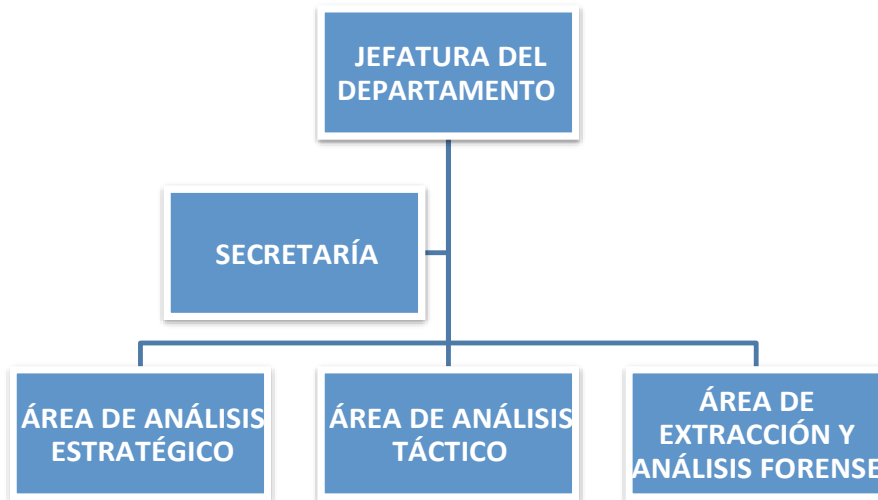 JEFATURA DEL
DEPARTAMENTO
SECRETARÍA
ÁREA DE ANÁLISIS
ESTRATÉGICO
ÁREA DE ANÁLISIS
TÁCTICO
ÁREA DE
EXTRACCIÓN Y
ANÁLISIS FORENSE